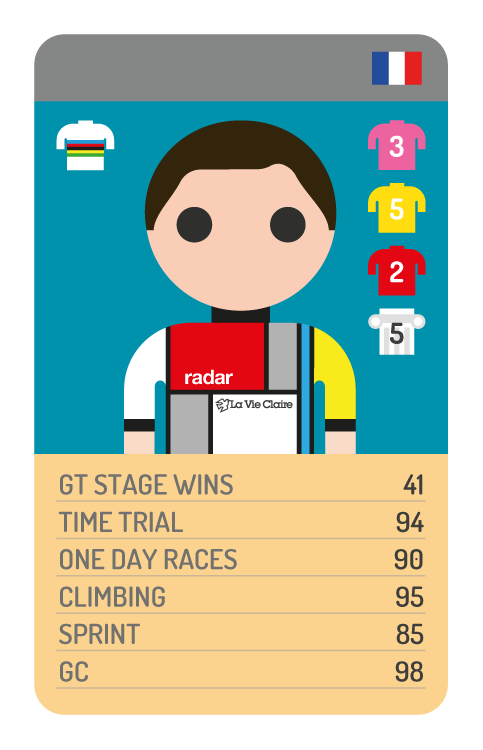 3
5
2
5
radar
La Vie Claire
GT STAGE WINS 41
TIME TRIAL 94
ONE DAY RACES 90
CLIMBING 95
SPRINT 85
GC 98